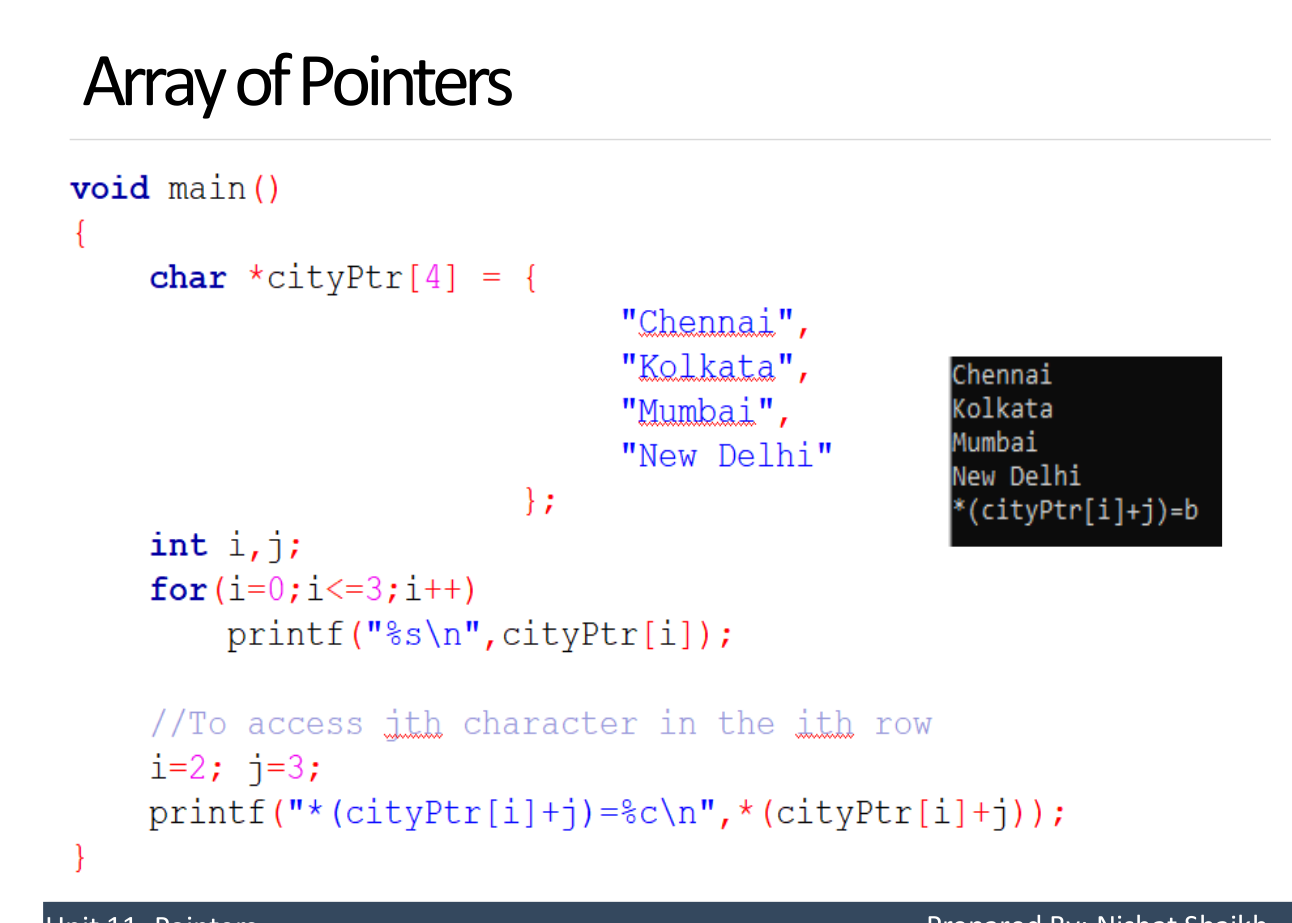 Array of Pointers
void main()
{
char *cityPtr[4] = {
"Chennai",
"Kolkata",
"Mumbai",
"New Delhi"
};
int i,j;
for(i=0;i<=3;i++)
printf("%s\n",cityPtr[i]);
//To access jth character in the ith row
i=2; j=3;
printf("*(cityPtr[i]+j)=%c\n",*(cityPtr[i]+j));
}
Chennai
Kolkata
Mumbai
New Delhi
*(cityPtr[i]+j)=b
Unit 11- Pointers
Prepared By: Nishat Shaikh